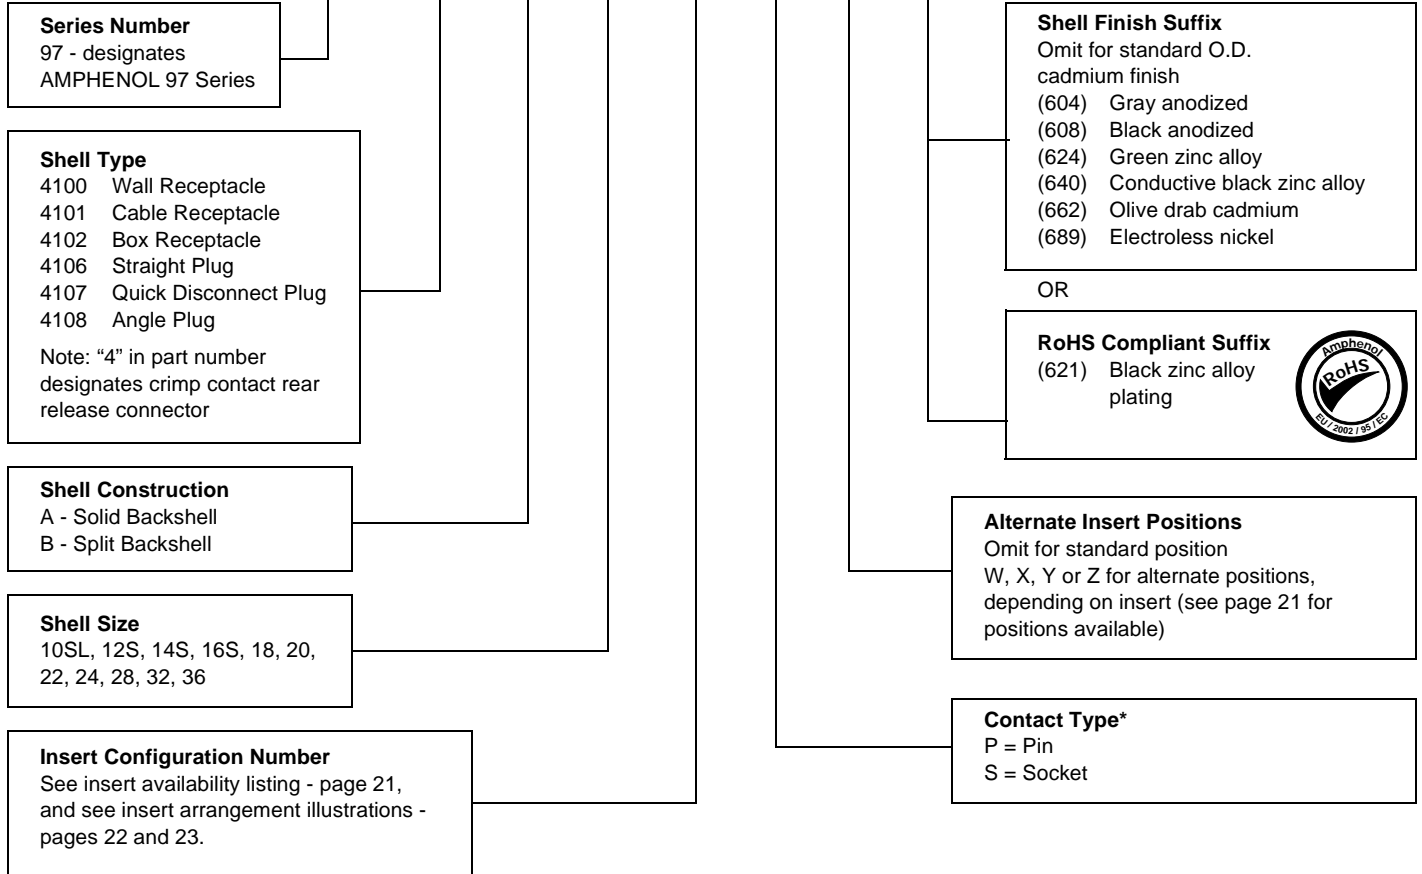 Series Number
97 - designates
AMPHENOL 97 Series
Shell Type
4100 Wall Receptacle
4101 Cable Receptacle
4102 Box Receptacle
4106 Straight Plug
4107 Quick Disconnect Plug
4108 Angle Plug
Note: “4” in part number
designates crimp contact rear
release connector
Shell Construction
A - Solid Backshell
B - Split Backshell
Shell Size
10SL, 12S, 14S, 16S, 18, 20,
22, 24, 28, 32, 36
Insert Configuration Number
See insert availability listing - page 21,
and see insert arrangement illustrations -
pages 22 and 23.
Shell Finish Suffix
Omit for standard O.D.
cadmium finish
(604) Gray anodized
(608) Black anodized
(624) Green zinc alloy
(640) Conductive black zinc alloy
(662) Olive drab cadmium
(689) Electroless nickel
OR
RoHS Compliant Suffix
(621) Black zinc alloy
plating
Amphenol
RoHS
EU / 2002 / 95 / EC
Alternate Insert Positions
Omit for standard position
W, X, Y or Z for alternate positions,
depending on insert (see page 21 for
positions available)
Contact Type*
P = Pin
S = Socket